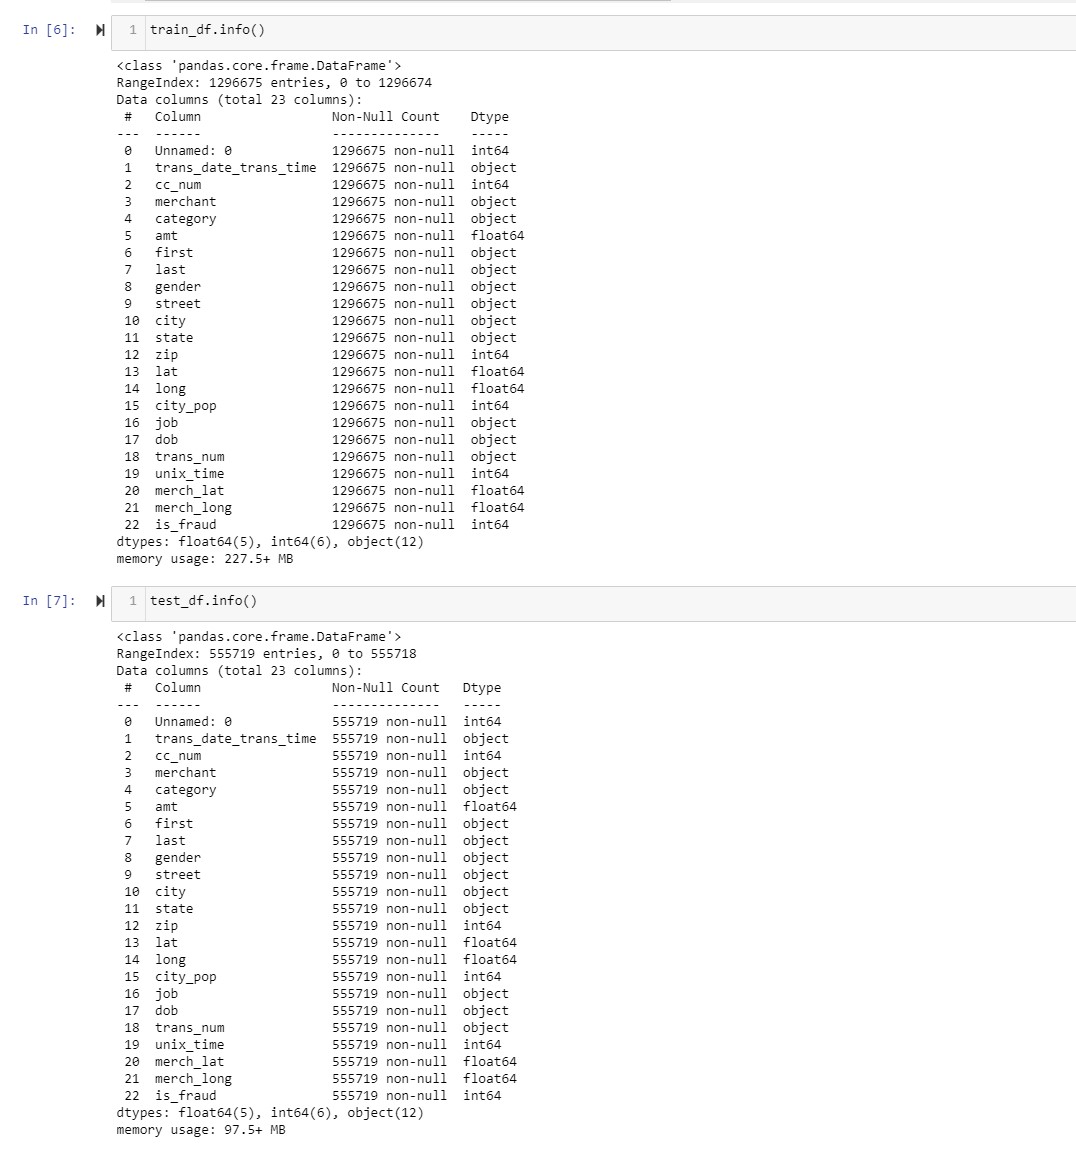 In [6]: 1 train_df.info()
<class 'pandas.core.frame.DataFrame'>
RangeIndex: 1296675 entries, 0 to 1296674
Data columns (total 23 columns):
 #   Column                 Non-Null Count    Dtype
---  ------                 --------------    -----
 0   Unnamed: 0             1296675 non-null  int64
 1   trans_date_trans_time  1296675 non-null  object
 2   cc_num                 1296675 non-null  int64
 3   merchant               1296675 non-null  object
 4   category               1296675 non-null  object
 5   amt                    1296675 non-null  float64
 6   first                  1296675 non-null  object
 7   last                   1296675 non-null  object
 8   gender                 1296675 non-null  object
 9   street                 1296675 non-null  object
 10  city                   1296675 non-null  object
 11  state                  1296675 non-null  object
 12  zip                    1296675 non-null  int64
 13  lat                    1296675 non-null  float64
 14  long                   1296675 non-null  float64
 15  city_pop               1296675 non-null  int64
 16  job                    1296675 non-null  object
 17  dob                    1296675 non-null  object
 18  trans_num              1296675 non-null  object
 19  unix_time              1296675 non-null  int64
 20  merch_lat              1296675 non-null  float64
 21  merch_long             1296675 non-null  float64
 22  is_fraud               1296675 non-null  int64
dtypes: float64(5), int64(6), object(12)
memory usage: 227.5+ MB
In [7]: 1 test_df.info()
<class 'pandas.core.frame.DataFrame'>
RangeIndex: 555719 entries, 0 to 555718
Data columns (total 23 columns):
 #   Column                 Non-Null Count   Dtype
---  ------                 --------------   -----
 0   Unnamed: 0             555719 non-null  int64
 1   trans_date_trans_time  555719 non-null  object
 2   cc_num                 555719 non-null  int64
 3   merchant               555719 non-null  object
 4   category               555719 non-null  object
 5   amt                    555719 non-null  float64
 6   first                  555719 non-null  object
 7   last                   555719 non-null  object
 8   gender                 555719 non-null  object
 9   street                 555719 non-null  object
 10  city                   555719 non-null  object
 11  state                  555719 non-null  object
 12  zip                    555719 non-null  int64
 13  lat                    555719 non-null  float64
 14  long                   555719 non-null  float64
 15  city_pop               555719 non-null  int64
 16  job                    555719 non-null  object
 17  dob                    555719 non-null  object
 18  trans_num              555719 non-null  object
 19  unix_time              555719 non-null  int64
 20  merch_lat              555719 non-null  float64
 21  merch_long             555719 non-null  float64
 22  is_fraud               555719 non-null  int64
dtypes: float64(5), int64(6), object(12)
memory usage: 97.5+ MB